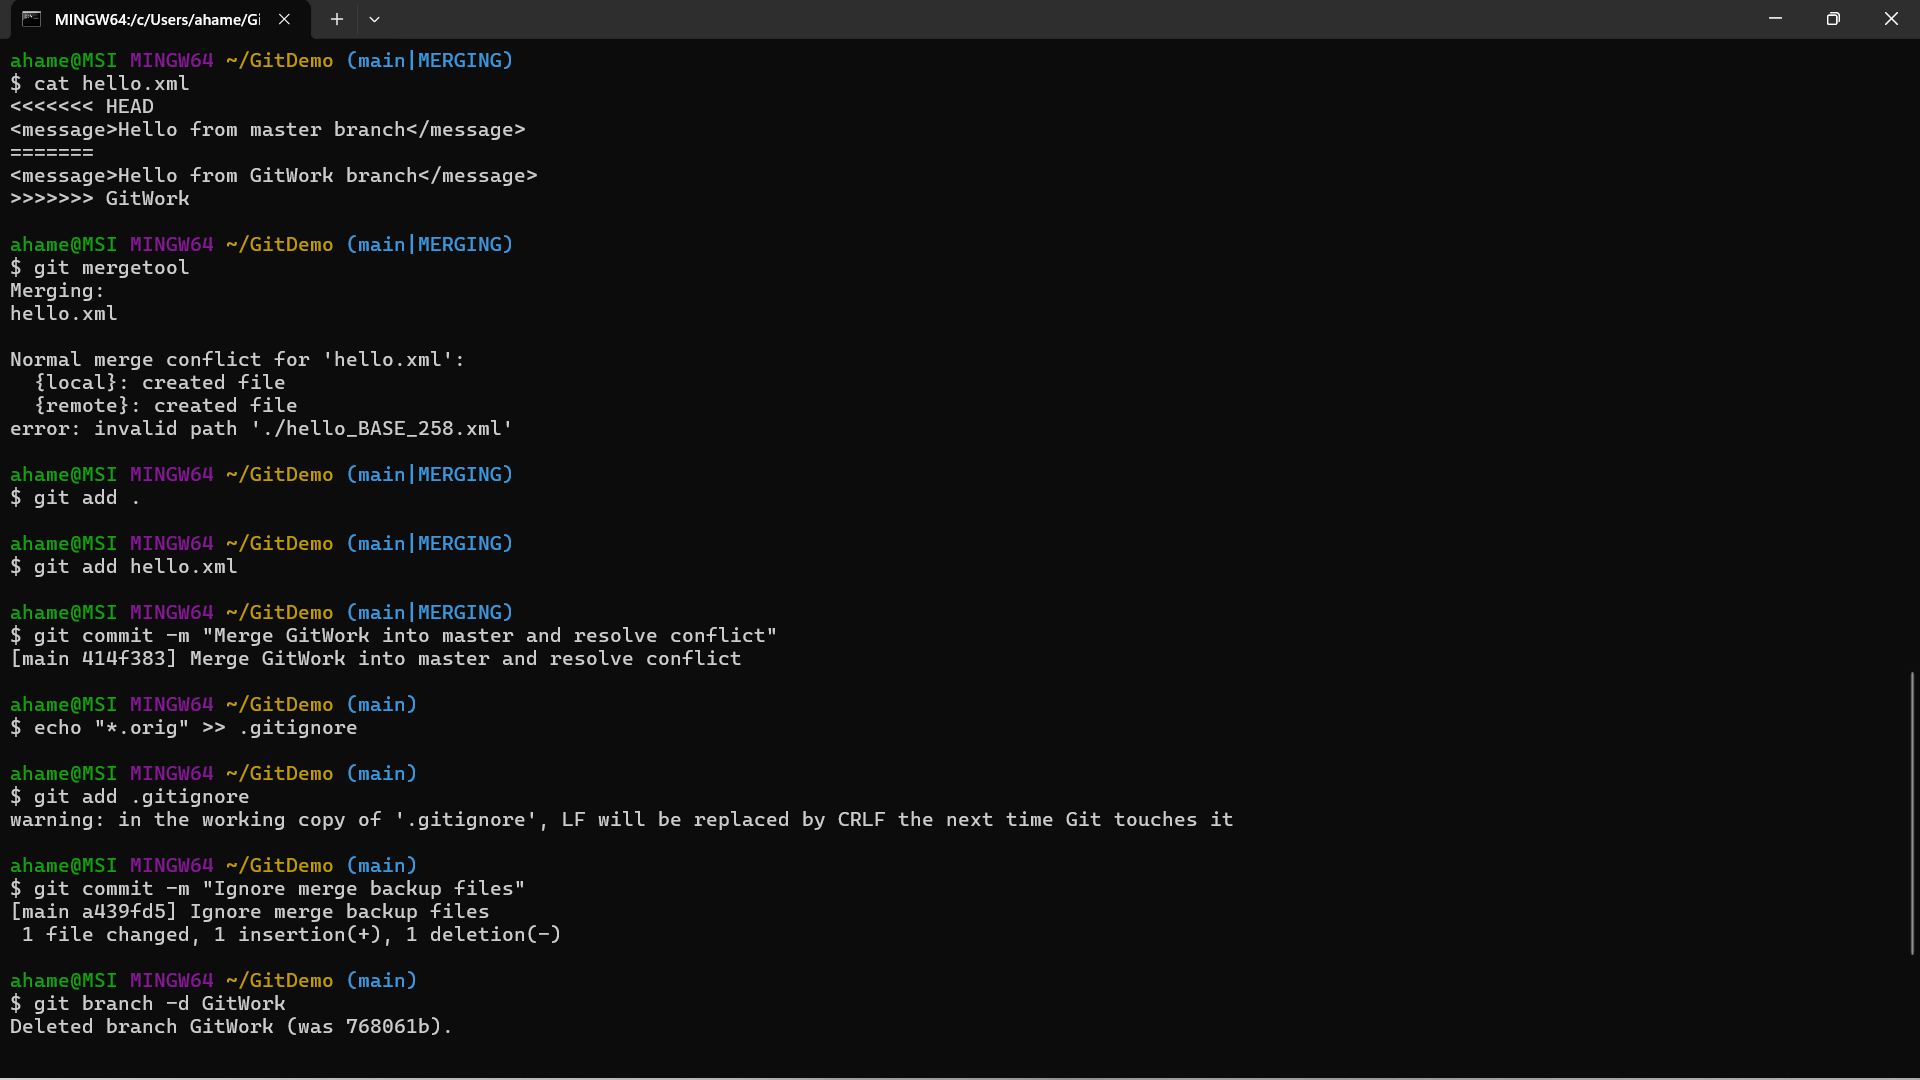 MINGW64:/c/Users/ahame/Gi
ahame@MSI MINGW64 ~/GitDemo (main|MERGING)
$ cat hello.xml
<<<<<<< HEAD
<message>Hello from master branch</message>
=======
<message>Hello from GitWork branch</message>
>>>>>>> GitWork
ahame@MSI MINGW64 ~/GitDemo (main|MERGING)
$ git mergetool
Merging:
hello.xml
Normal merge conflict for 'hello.xml':
  {local}: created file
  {remote}: created file
error: invalid path './hello_BASE_258.xml'
ahame@MSI MINGW64 ~/GitDemo (main|MERGING)
$ git add .
ahame@MSI MINGW64 ~/GitDemo (main|MERGING)
$ git add hello.xml
ahame@MSI MINGW64 ~/GitDemo (main|MERGING)
$ git commit -m "Merge GitWork into master and resolve conflict"
[main 414f383] Merge GitWork into master and resolve conflict
ahame@MSI MINGW64 ~/GitDemo (main)
$ echo "*.orig" >> .gitignore
ahame@MSI MINGW64 ~/GitDemo (main)
$ git add .gitignore
warning: in the working copy of '.gitignore', LF will be replaced by CRLF the next time Git touches it
ahame@MSI MINGW64 ~/GitDemo (main)
$ git commit -m "Ignore merge backup files"
[main a439fd5] Ignore merge backup files
 1 file changed, 1 insertion(+), 1 deletion(-)
ahame@MSI MINGW64 ~/GitDemo (main)
$ git branch -d GitWork
Deleted branch GitWork (was 768061b).